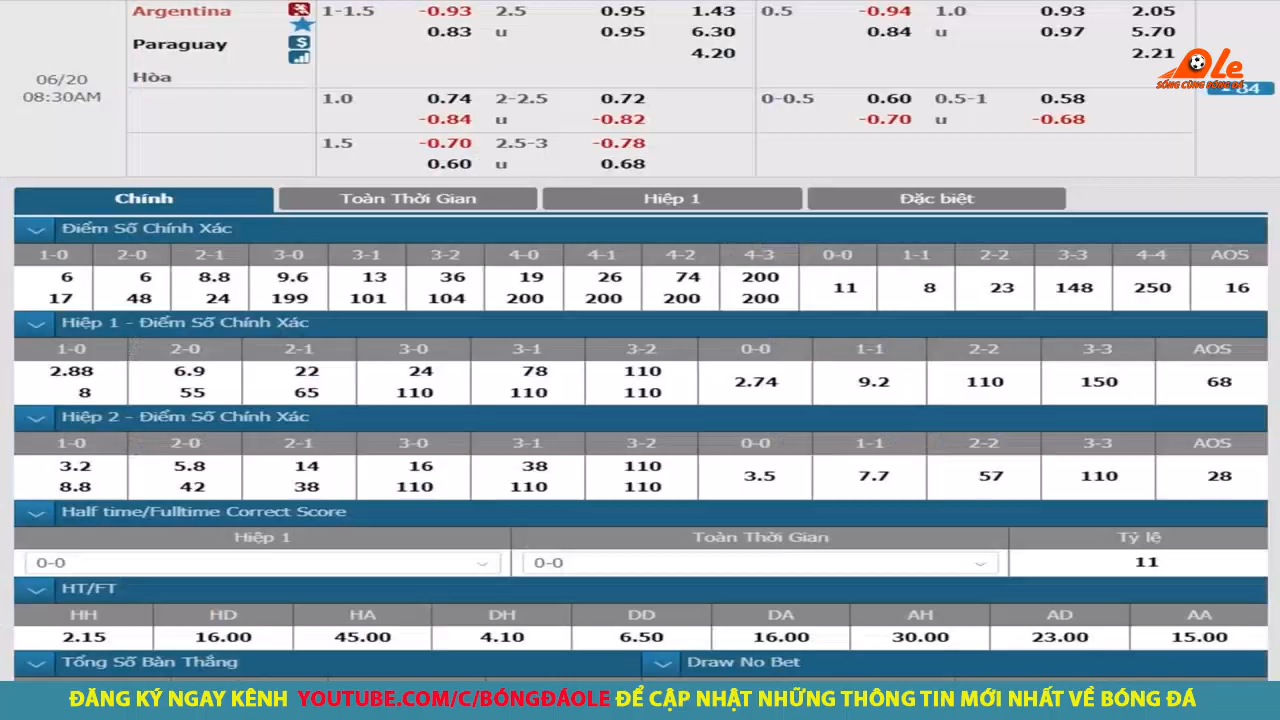 Argentina 1-1.5 -0.93 2.5 0.95 1.43 0.5 -0.94 1.0 0.93 2.05
0.83 u 0.95 6.30 0.84 u 0.97 5.70
Paraguay $ 4.20 2.21
Hòa
06/20
08:30AM
Ole
SỐNG CÙNG BÓNG ĐÁ
84
1.0 0.74 2-2.5 0.72 0-0.5 0.60 0.5-1 0.58
-0.84 u -0.82 -0.70 u -0.68
1.5 -0.70 2.5-3 -0.78
0.60 u 0.68
Chính Toàn Thời Gian Hiệp 1 Đặc biệt
Điểm Số Chính Xác
1-0 2-0 2-1 3-0 3-1 3-2 4-0 4-1 4-2 4-3 0-0 1-1 2-2 3-3 4-4 AOS
6 6 8.8 9.6 13 36 19 26 74 200 11 8 23 148 250 16
17 48 24 199 101 104 200 200 200 200
Hiệp 1 - Điểm Số Chính Xác
1-0 2-0 2-1 3-0 3-1 3-2 0-0 1-1 2-2 3-3 AOS
2.88 6.9 22 24 78 110 2.74 9.2 110 150 68
8 55 65 110 110 110
Hiệp 2 - Điểm Số Chính Xác
1-0 2-0 2-1 3-0 3-1 3-2 0-0 1-1 2-2 3-3 AOS
3.2 5.8 14 16 38 110 3.5 7.7 57 110 28
8.8 42 38 110 110 110
Half time/Fulltime Correct Score
Hiệp 1 Toàn Thời Gian Tỷ lệ
0-0 0-0 11
HT/FT
HH HD HA DH DD DA AH AD AA
2.15 16.00 45.00 4.10 6.50 16.00 30.00 23.00 15.00
Tổng Số Bàn Thắng Draw No Bet
ĐĂNG KÝ NGAY KÊNH YOUTUBE.COM/C/BÓNGĐÁOLE ĐỂ CẬP NHẬT NHỮNG THÔNG TIN MỚI NHẤT VỀ BÓNG ĐÁ